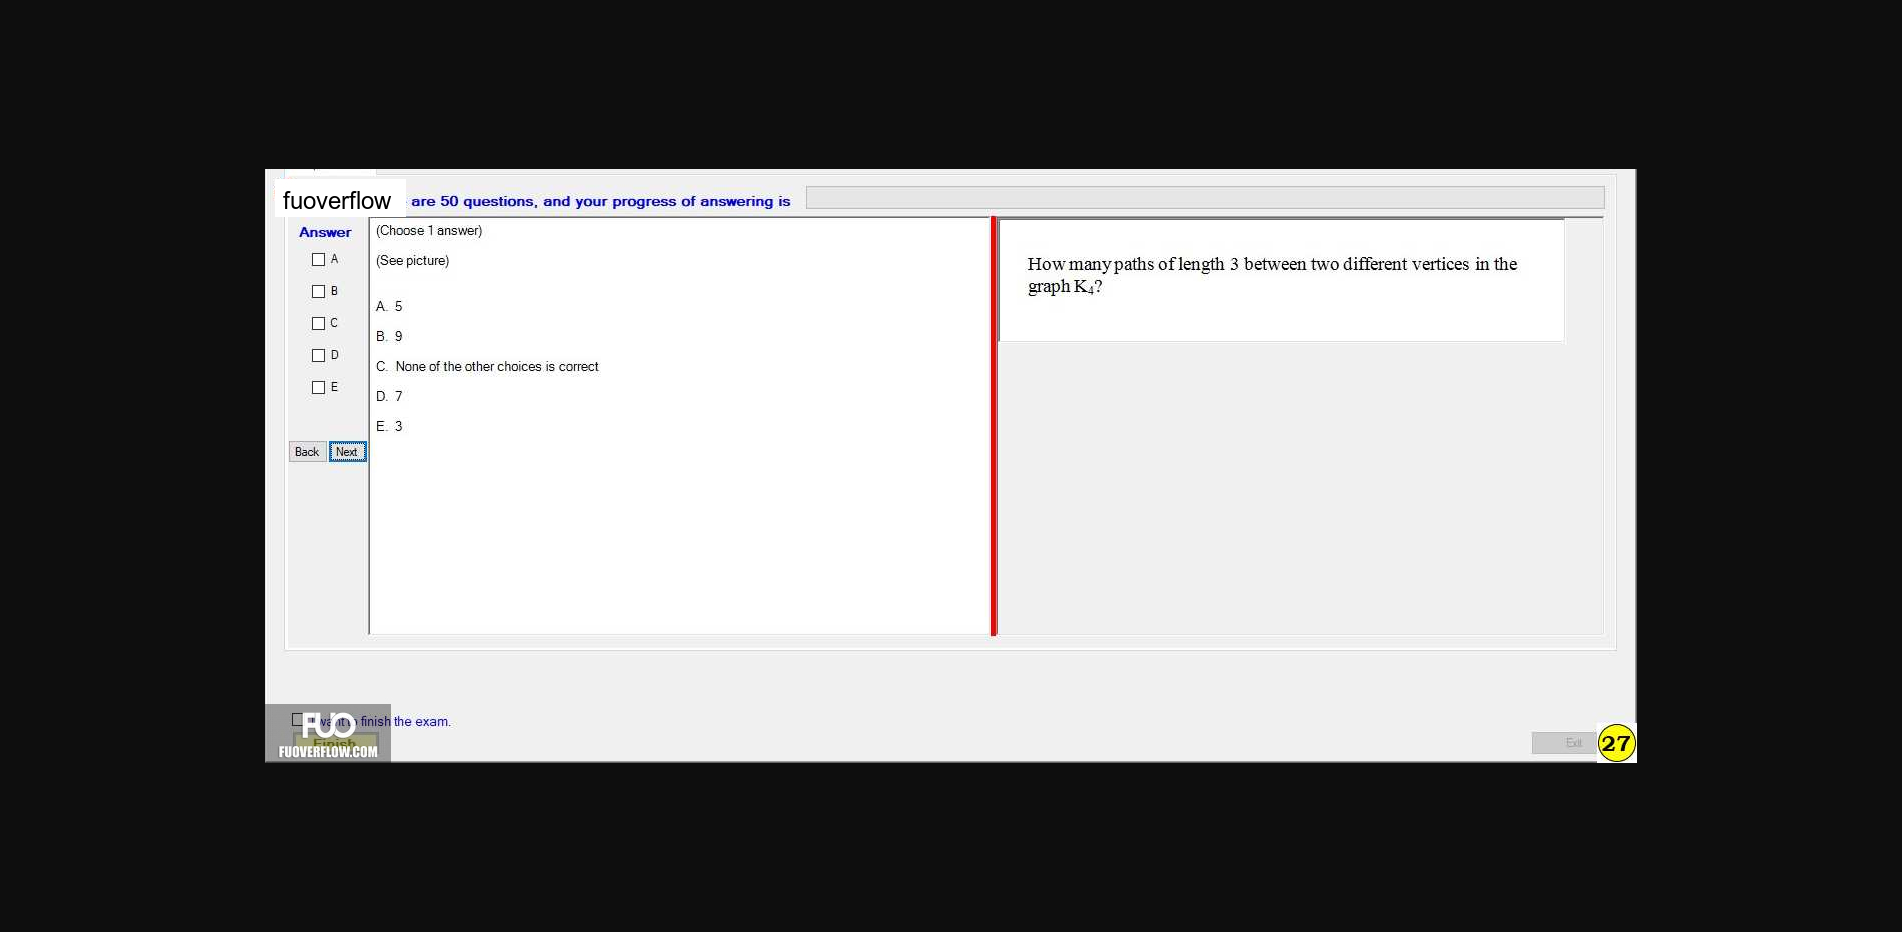 fuoverflow are 50 questions, and your progress of answering is
Answer
A
B
C
D
E
Back Next
(Choose 1 answer)
(See picture)
A. 5
B. 9
C. None of the other choices is correct
D. 7
E. 3
How many paths of length 3 between two different vertices in the
graph K₄?
I want to finish the exam.
Finish
FUO
FUOVERFLOW.COM
Exit
27